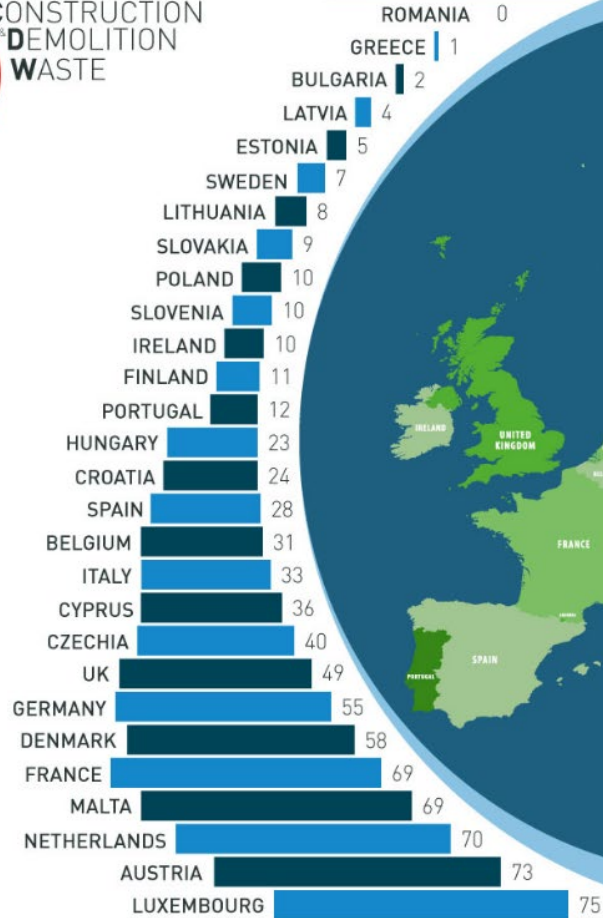 CONSTRUCTION
& DEMOLITION
WASTE
ROMANIA 0
GREECE 1
BULGARIA 2
LATVIA 4
ESTONIA 5
SWEDEN 7
LITHUANIA 8
SLOVAKIA 9
POLAND 10
SLOVENIA 10
IRELAND 10
FINLAND 11
PORTUGAL 12
HUNGARY 23
CROATIA 24
SPAIN 28
BELGIUM 31
ITALY 33
CYPRUS 36
CZECHIA 40
UK 49
GERMANY 55
DENMARK 58
FRANCE 69
MALTA 69
NETHERLANDS 70
AUSTRIA 73
LUXEMBOURG 75
IRELAND
UNITED
KINGDOM
FRANCE
SPAIN
PORTUGAL